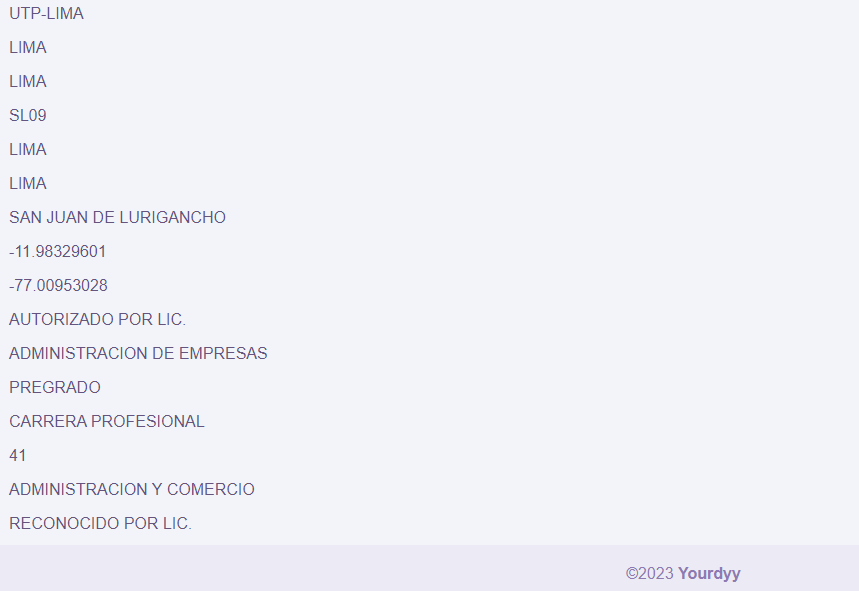 UTP-LIMA
LIMA
LIMA
SL09
LIMA
LIMA
SAN JUAN DE LURIGANCHO
-11.98329601
-77.00953028
AUTORIZADO POR LIC.
ADMINISTRACION DE EMPRESAS
PREGRADO
CARRERA PROFESIONAL
41
ADMINISTRACION Y COMERCIO
RECONOCIDO POR LIC.
©2023 Yourdyy